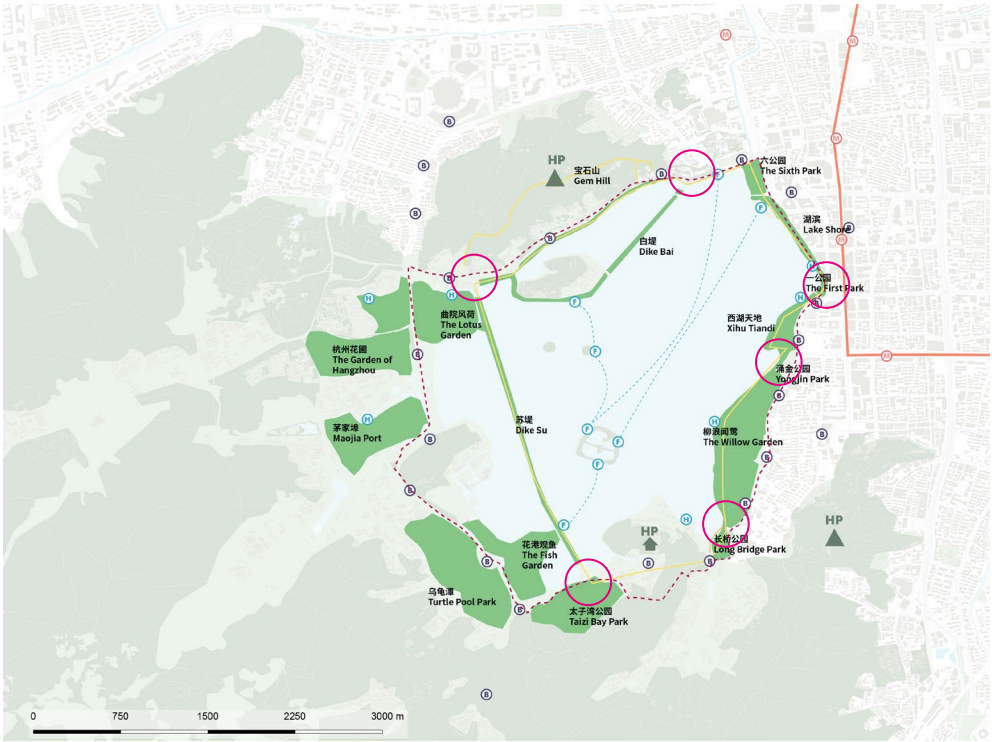 M
M
B
M
HP
宝石山
Gem Hill
B
F
B
六公园
The Sixth Park
B
B
B
F
湖滨
Lake Shore
B
M
白堤
Dike Bai
B
B
H
H
H
F
H
B
一公园
The First Park
曲院风荷
The Lotus
Garden
西湖天地
Xihu Tiandi
杭州花圃
The Garden of
Hangzhou
B
F
B
M
涌金公园
Yongjin Park
B
茅家埠
Maojia Port
H
B
苏堤
Dike Su
F
F
H
柳浪闻莺
The Willow Garden
B
B
F
B
B
F
H
HP
HP
花港观鱼
The Fish
Garden
长桥公园
Long Bridge Park
B
B
B
乌龟潭
Turtle Pool Park
B
太子湾公园
Taizi Bay Park
B
0 750 1500 2250 3000 m